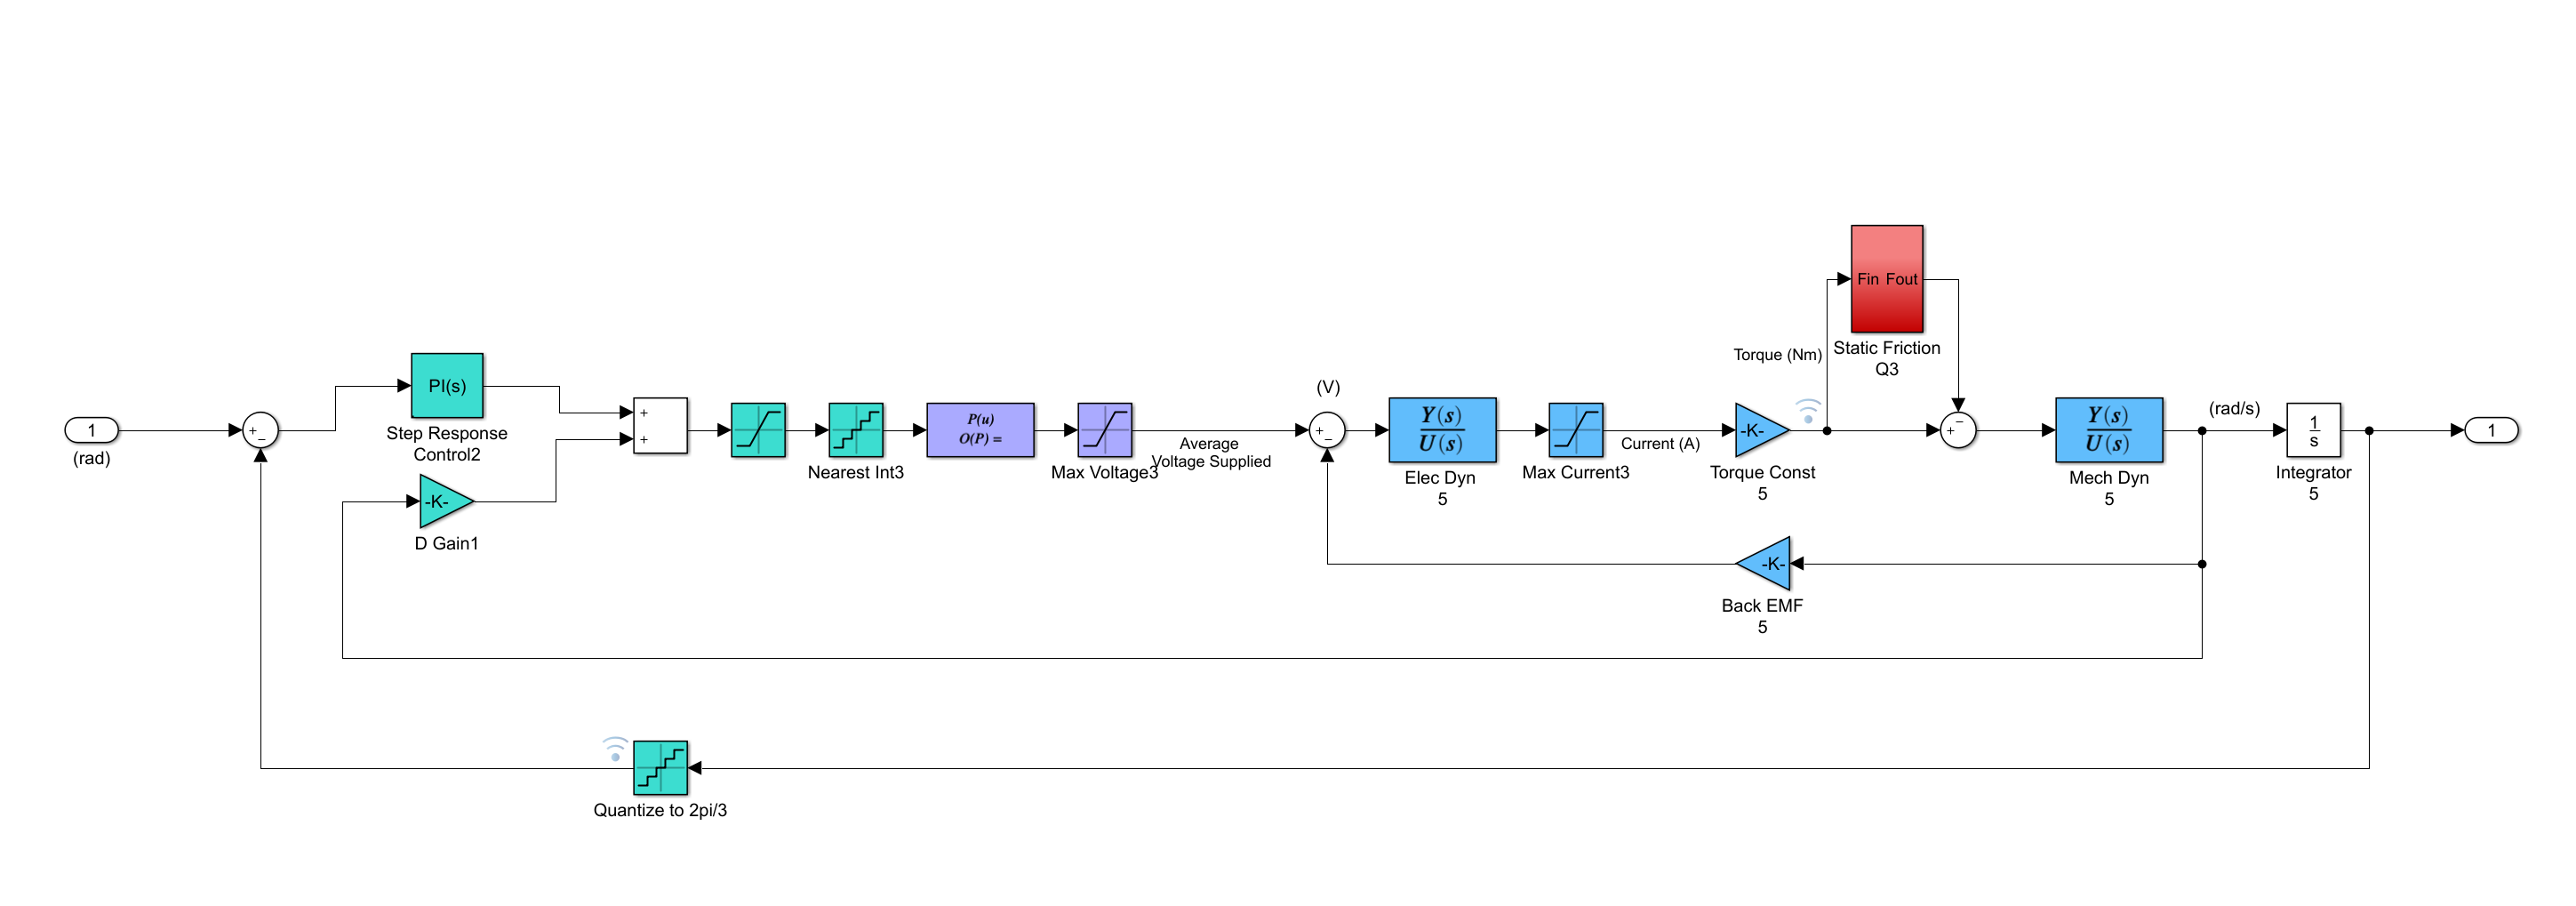 Fin Fout
Static Friction
Q3
Torque (Nm)
(V)
(rad/s)
1
(rad)
+
−
PI(s)
Step Response
Control2
-K-
D Gain1
+
+
Nearest Int3
P(u)
O(P) =
Max Voltage3
Average
Voltage Supplied
+
−
Y(s)
U(s)
Elec Dyn
5
Max Current3
Current (A)
-K-
Torque Const
5
−
+
Y(s)
U(s)
Mech Dyn
5
1
s
Integrator
5
1
-K-
Back EMF
5
Quantize to 2pi/3